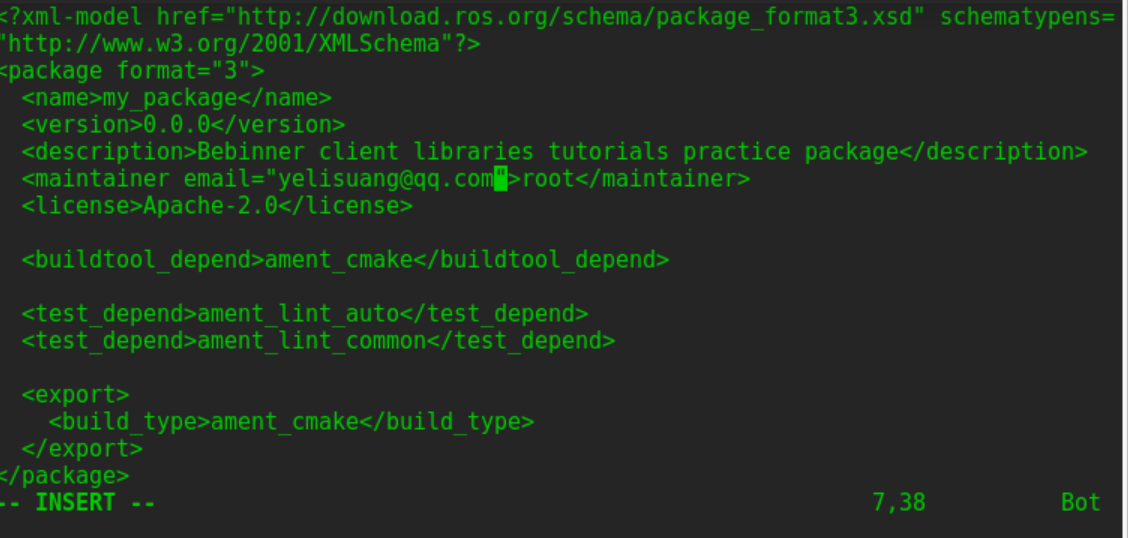 <?xml-model href="http://download.ros.org/schema/package_format3.xsd" schematypens=
"http://www.w3.org/2001/XMLSchema"?>
<package format="3">
  <name>my_package</name>
  <version>0.0.0</version>
  <description>Bebinner client libraries tutorials practice package</description>
  <maintainer email="yelisuang@qq.com">root</maintainer>
  <license>Apache-2.0</license>

  <buildtool_depend>ament_cmake</buildtool_depend>

  <test_depend>ament_lint_auto</test_depend>
  <test_depend>ament_lint_common</test_depend>

  <export>
    <build_type>ament_cmake</build_type>
  </export>
</package>
-- INSERT -- 7,38 Bot